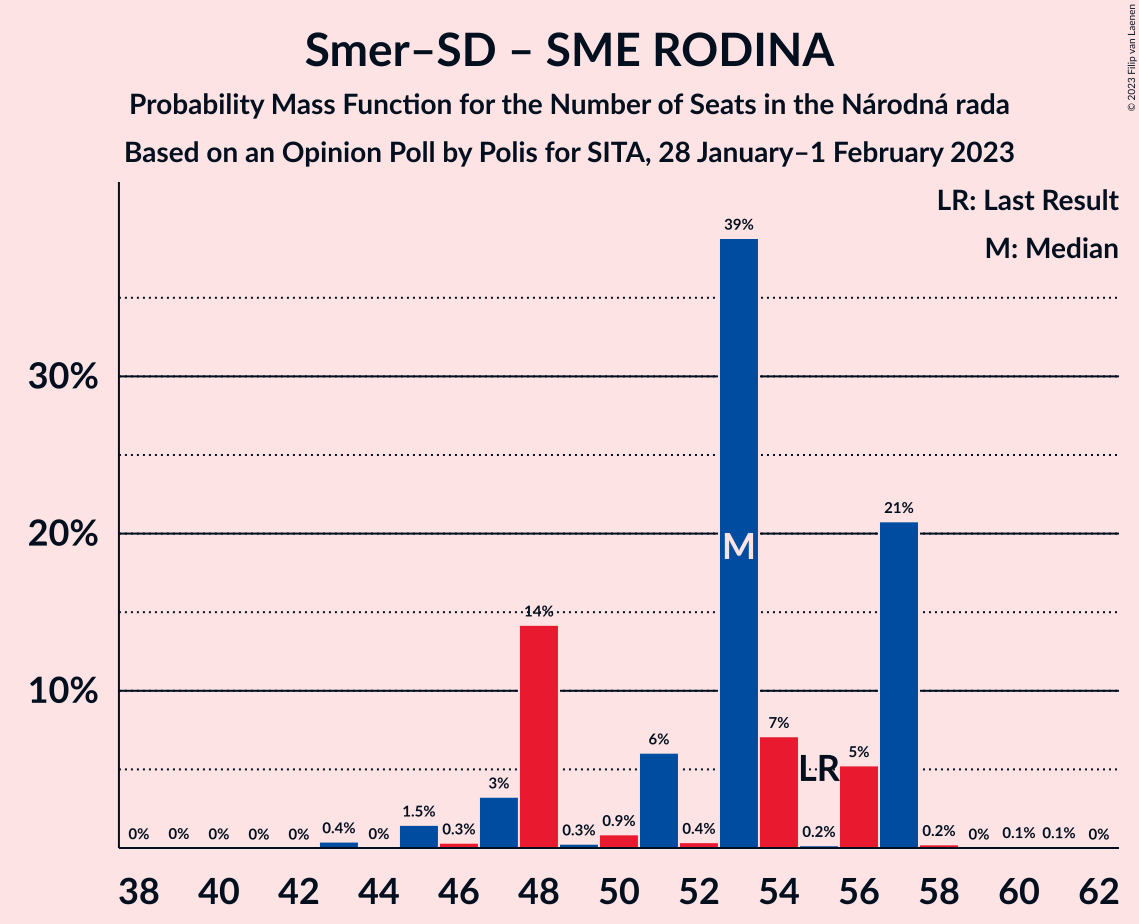 Smer–SD – SME RODINA
Probability Mass Function for the Number of Seats in the Národná rada
Based on an Opinion Poll by Polis for SITA, 28 January–1 February 2023
© 2023 Filip van Laenen
LR: Last Result
M: Median
39%
30%
21%
20%
M
14%
10%
7%
6%
LR
5%
3%
1.5%
0% 0% 0% 0% 0% 0.4% 0% 0.3% 0.3% 0.9% 0.4% 0.2% 0.2% 0% 0.1% 0.1% 0%
38 40 42 44 46 48 50 52 54 56 58 60 62